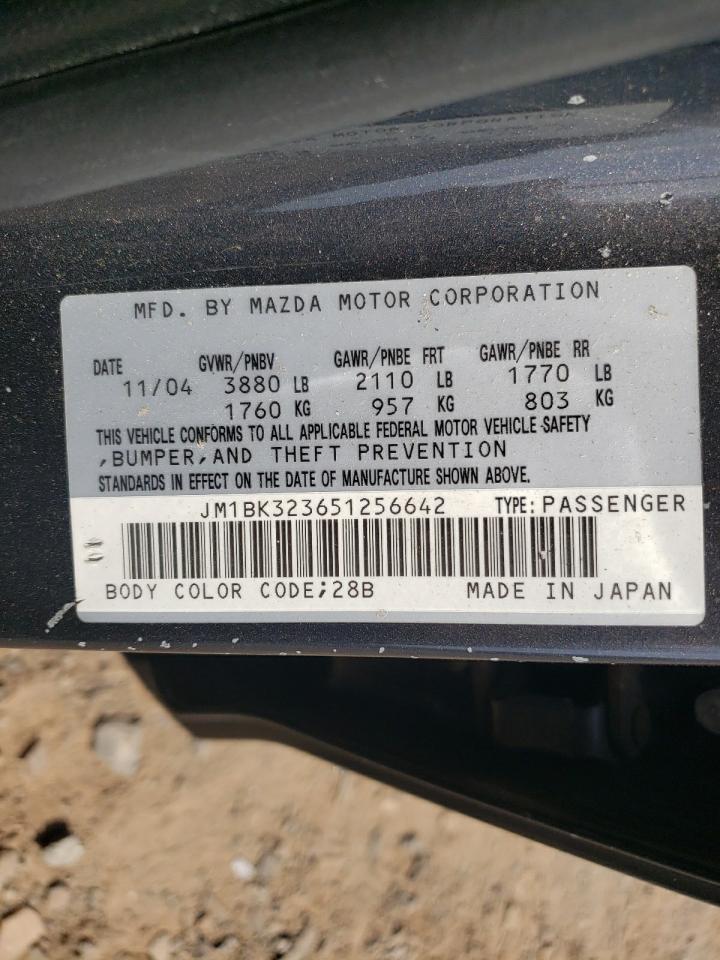 MOTOR CORPORATION
MFD. BY MAZDA MOTOR CORPORATION
DATE GVWR/PNBV GAWR/PNBE FRT GAWR/PNBE RR
11/04 3880 LB 2110 LB 1770 LB
1760 KG 957 KG 803 KG
THIS VEHICLE CONFORMS TO ALL APPLICABLE FEDERAL MOTOR VEHICLE SAFETY
,BUMPER,AND THEFT PREVENTION
STANDARDS IN EFFECT ON THE DATE OF MANUFACTURE SHOWN ABOVE.
JM1BK323651256642 TYPE: PASSENGER
BODY COLOR CODE;28B MADE IN JAPAN